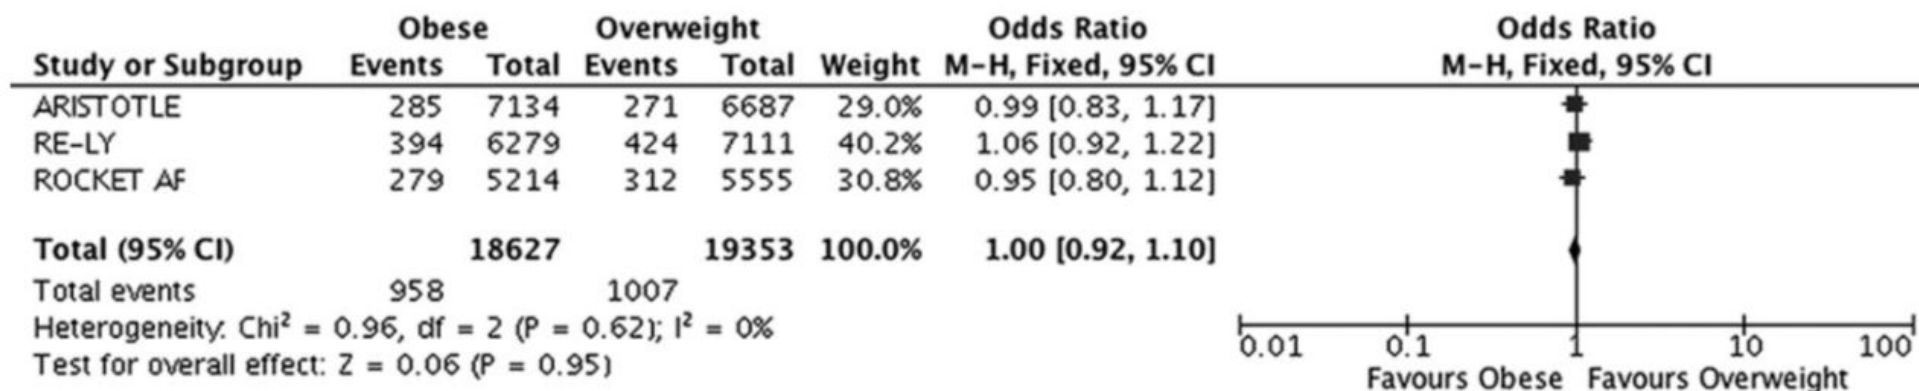 Obese Overweight Odds Ratio Odds Ratio
Study or Subgroup Events Total Events Total Weight M-H, Fixed, 95% CI M-H, Fixed, 95% CI
ARISTOTLE 285 7134 271 6687 29.0% 0.99 [0.83, 1.17]
RE-LY 394 6279 424 7111 40.2% 1.06 [0.92, 1.22]
ROCKET AF 279 5214 312 5555 30.8% 0.95 [0.80, 1.12]
Total (95% CI) 18627 19353 100.0% 1.00 [0.92, 1.10]
Total events 958 1007
Heterogeneity: Chi² = 0.96, df = 2 (P = 0.62); I² = 0%
Test for overall effect: Z = 0.06 (P = 0.95)
0.01 0.1 1 10 100
Favours Obese Favours Overweight